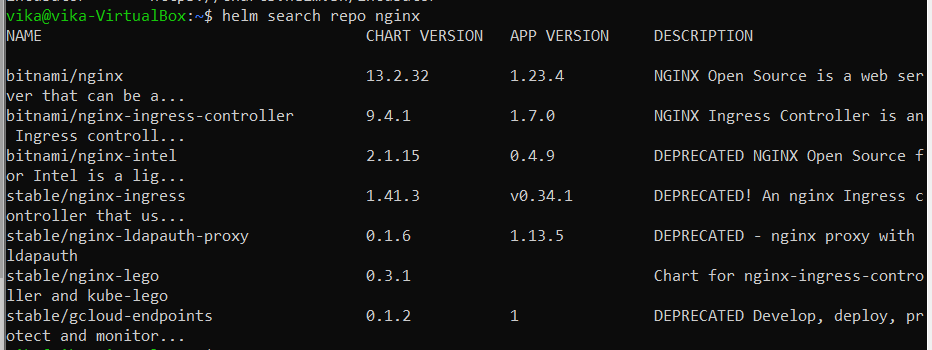 vika@vika-VirtualBox:~$ helm search repo nginx
NAME CHART VERSION APP VERSION DESCRIPTION
bitnami/nginx 13.2.32 1.23.4 NGINX Open Source is a web ser
ver that can be a...
bitnami/nginx-ingress-controller 9.4.1 1.7.0 NGINX Ingress Controller is an
Ingress controll...
bitnami/nginx-intel 2.1.15 0.4.9 DEPRECATED NGINX Open Source f
or Intel is a lig...
stable/nginx-ingress 1.41.3 v0.34.1 DEPRECATED! An nginx Ingress c
ontroller that us...
stable/nginx-ldapauth-proxy 0.1.6 1.13.5 DEPRECATED - nginx proxy with
ldapauth
stable/nginx-lego 0.3.1 Chart for nginx-ingress-contro
ller and kube-lego
stable/gcloud-endpoints 0.1.2 1 DEPRECATED Develop, deploy, pr
otect and monitor...